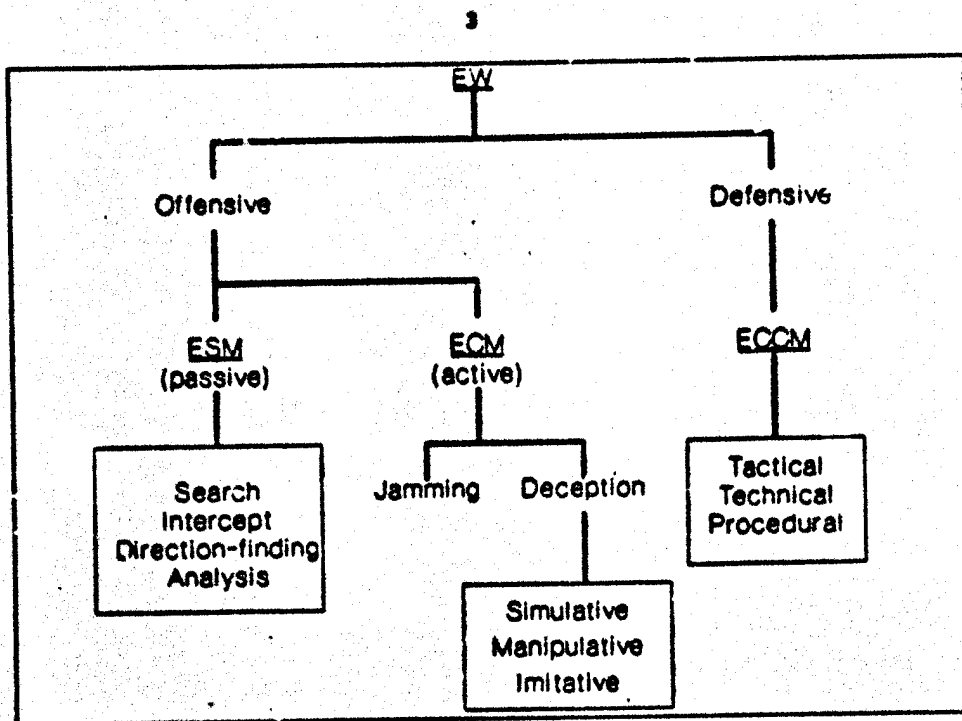 3
EW
Offensive
Defensive
ESM
(passive)
ECM
(active)
ECCM
Search
Intercept
Direction-finding
Analysis
Jamming
Deception
Tactical
Technical
Procedural
Simulative
Manipulative
Imitative